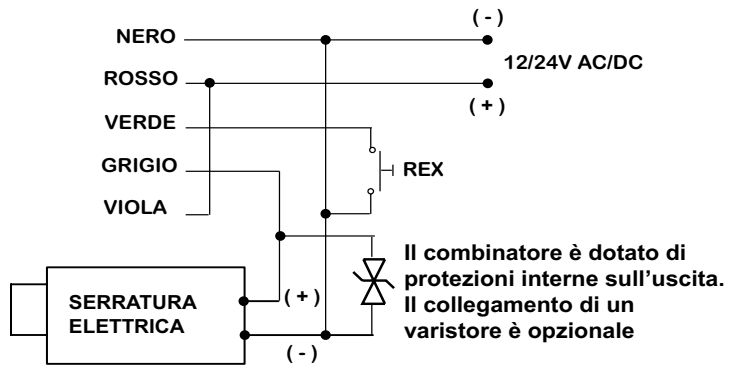 ( - )
NERO
12/24V AC/DC
ROSSO
( + )
VERDE
GRIGIO
REX
VIOLA
Il combinatore è dotato di
protezioni interne sull'uscita.
Il collegamento di un
varistore è opzionale
SERRATURA
ELETTRICA
( + )
( - )